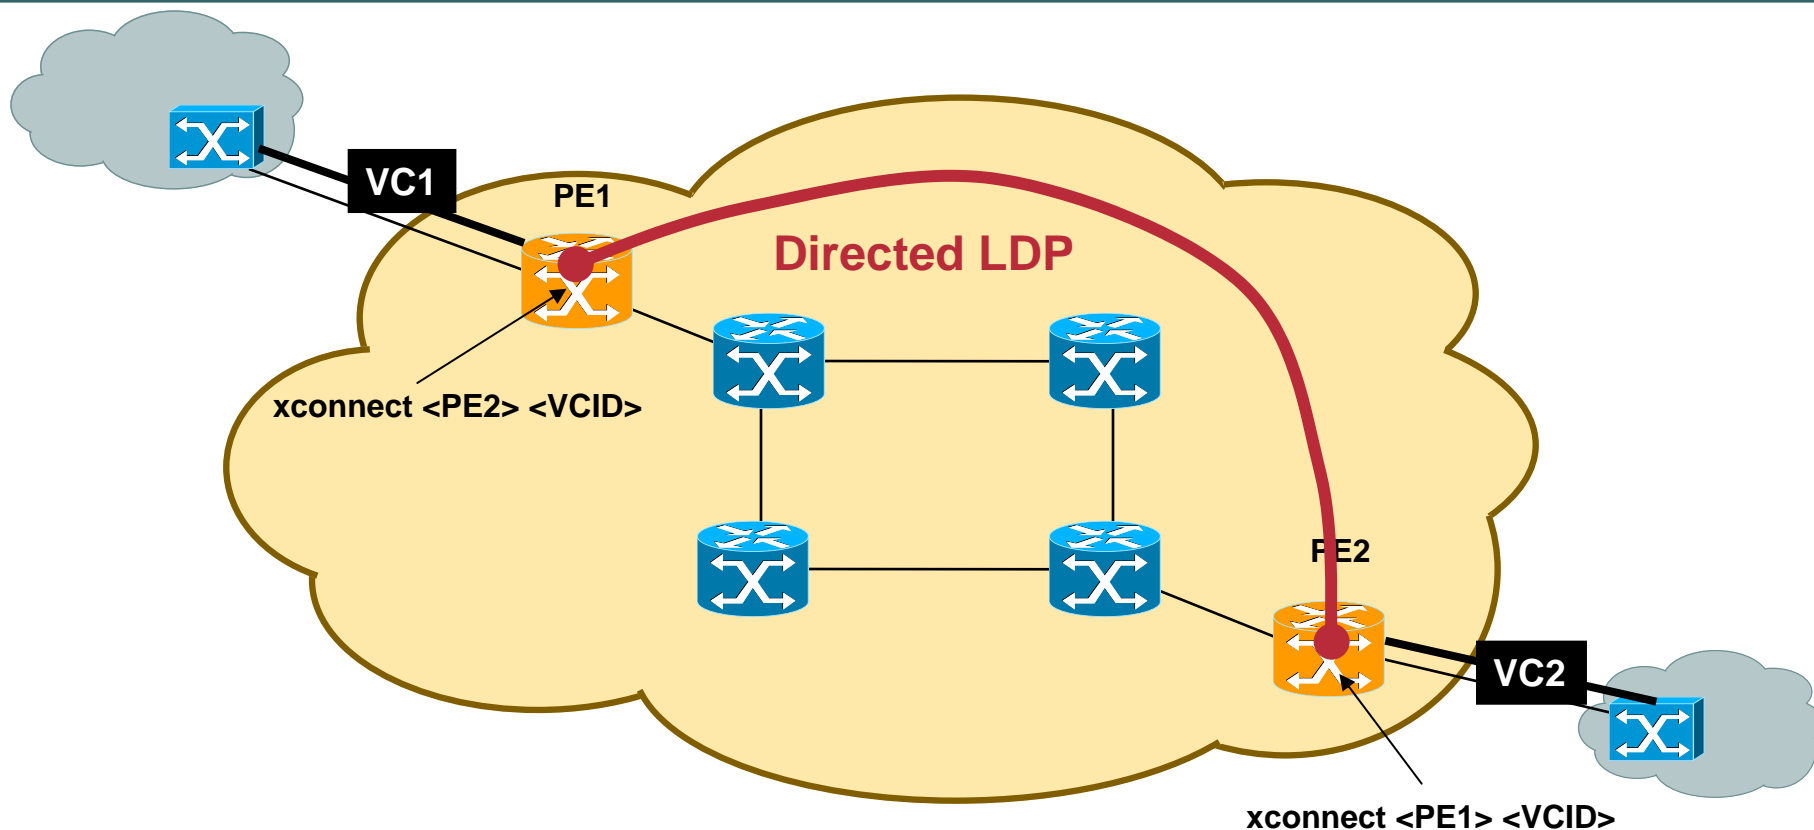 VC1
PE1
Directed LDP
xconnect <PE2> <VCID>
PE2
VC2
xconnect <PE1> <VCID>